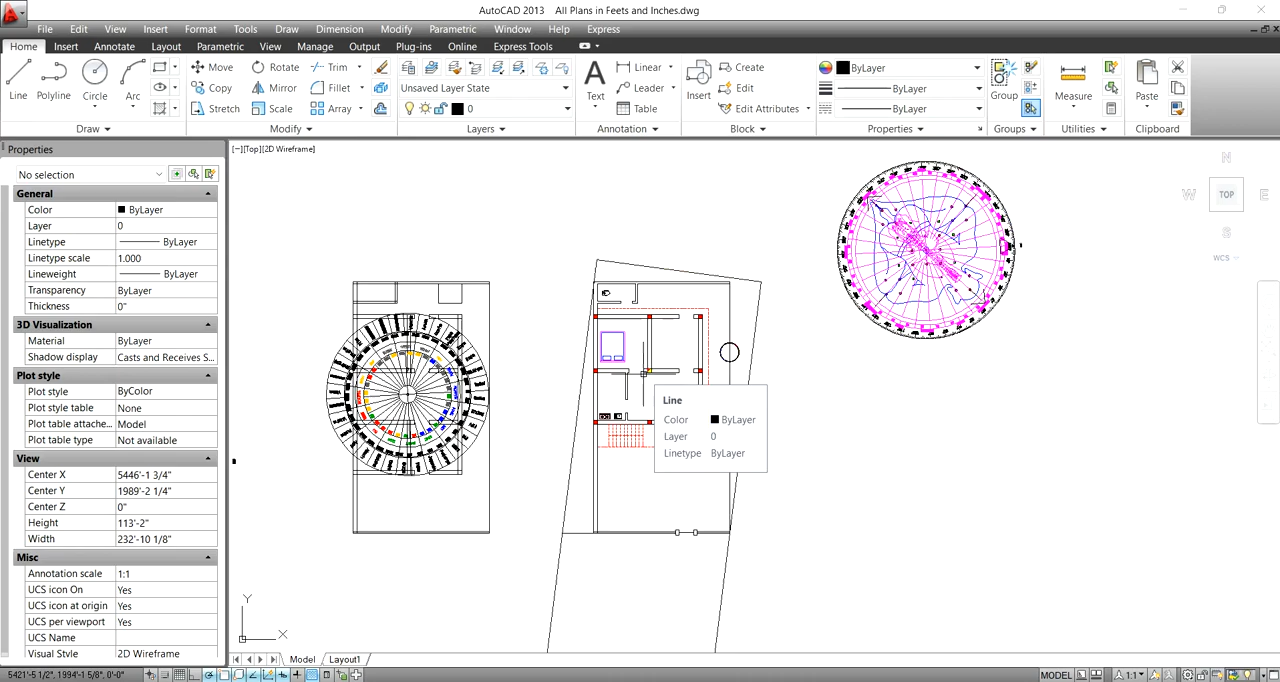 AutoCAD 2013 All Plans in Feets and Inches.dwg
File Edit View Insert Format Tools Draw Dimension Modify Parametric Window Help Express
Home Insert Annotate Layout Parametric View Manage Output Plug-ins Online Express Tools
Line Polyline Circle Arc
Move Rotate Trim
Copy Mirror Fillet
Stretch Scale Array
Unsaved Layer State
0
Text
Linear
Leader
Table
Insert
Create
Edit
Edit Attributes
ByLayer
ByLayer
ByLayer
Group
Measure
Paste
Draw Modify Layers Annotation Block Properties Groups Utilities Clipboard
Properties
No selection
General
Color ByLayer
Layer 0
Linetype ByLayer
Linetype scale 1.000
Lineweight ByLayer
Transparency ByLayer
Thickness 0"
3D Visualization
Material ByLayer
Shadow display Casts and Receives S...
Plot style
Plot style ByColor
Plot style table None
Plot table attache... Model
Plot table type Not available
View
Center X 5446'-1 3/4"
Center Y 1989'-2 1/4"
Center Z 0"
Height 113'-2"
Width 232'-10 1/8"
Misc
Annotation scale 1:1
UCS icon On Yes
UCS icon at origin Yes
UCS per viewport Yes
UCS Name
Visual Style 2D Wireframe
[−][Top][2D Wireframe]
N
W TOP E
S
WCS
Line
Color ByLayer
Layer 0
Linetype ByLayer
Y
X
Model Layout1
5421'-5 1/2", 1994'-1 5/8", 0'-0"
MODEL
1:1